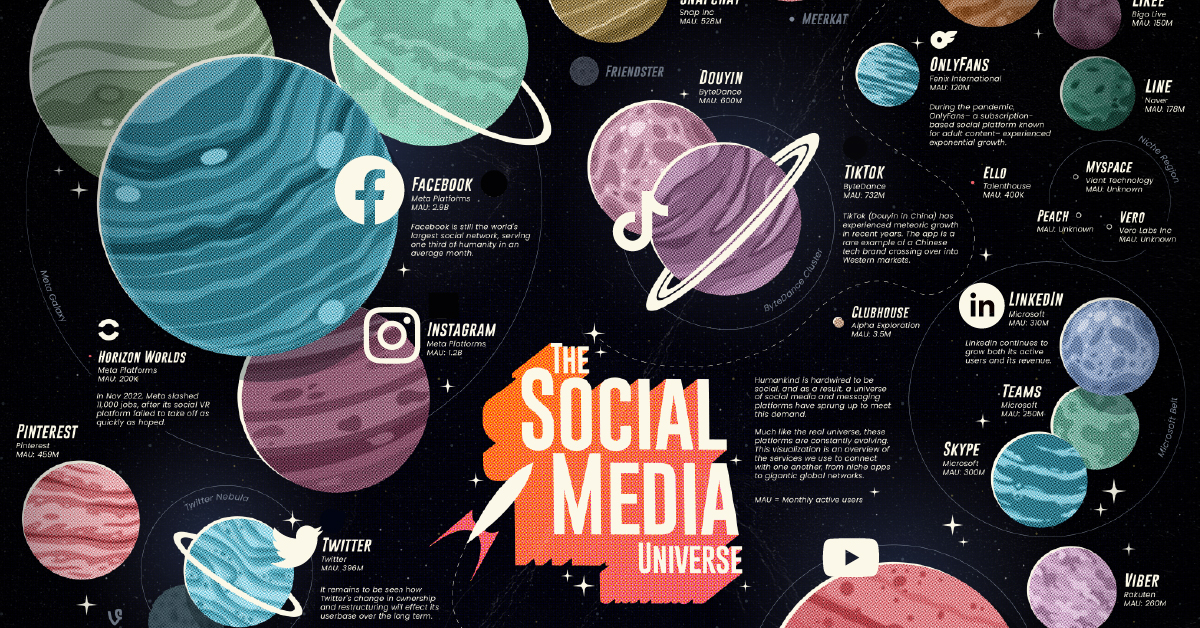 SNAPCHAT
Snap Inc
MAU: 528M
MEERKAT
LIKEE
Bigo Live
MAU: 150M
FRIENDSTER
DOUYIN
ByteDance
MAU: 600M
ONLYFANS
Fenix International
MAU: 120M
During the pandemic,
OnlyFans— a subscription-
based social platform known
for adult content— experienced
exponential growth.
LINE
Naver
MAU: 178M
Niche Region
FACEBOOK
Meta Platforms
MAU: 2.9B
Facebook is still the world's
largest social network, serving
one third of humanity in an
average month.
TIKTOK
ByteDance
MAU: 732M
TikTok (Douyin in China) has
experienced meteoric growth
in recent years. The app is a
rare example of a Chinese
tech brand crossing over into
Western markets.
ELLO
Talenthouse
MAU: 400K
MYSPACE
Viant Technology
MAU: Unknown
PEACH
MAU: Unknown
VERO
Vero Labs Inc
MAU: Unknown
Meta Galaxy
ByteDance Cluster
INSTAGRAM
Meta Platforms
MAU: 1.2B
HORIZON WORLDS
Meta Platforms
MAU: 200K
In Nov 2022, Meta slashed
11,000 jobs, after its social VR
platform failed to take off as
quickly as hoped.
CLUBHOUSE
Alpha Exploration
MAU: 3.5M
in
LINKEDIN
Microsoft
MAU: 310M
LinkedIn continues to
grow both its active
users and its revenue.
TEAMS
Microsoft
MAU: 250M
SKYPE
Microsoft
MAU: 300M
Microsoft Belt
THE
SOCIAL
MEDIA
UNIVERSE
Humankind is hardwired to be
social, and as a result, a universe
of social media and messaging
platforms have sprung up to meet
this demand.
Much like the real universe, these
platforms are constantly evolving.
This visualization is an overview of
the services we use to connect
with one another, from niche apps
to gigantic global networks.
MAU = Monthly active users
PINTEREST
Pinterest
MAU: 459M
Twitter Nebula
TWITTER
Twitter
MAU: 396M
It remains to be seen how
Twitter's change in ownership
and restructuring will effect its
userbase over the long term.
VIBER
Rakuten
MAU: 260M